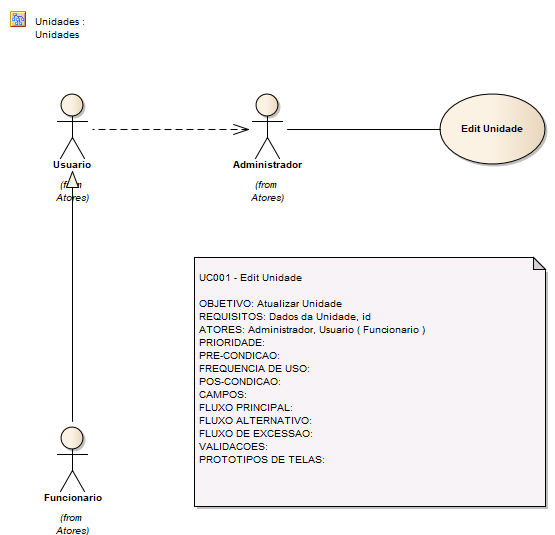 Unidades :
Unidades
Usuario
(from
Atores)
Administrador
(from
Atores)
Edit Unidade
UC001 - Edit Unidade
OBJETIVO: Atualizar Unidade
REQUISITOS: Dados da Unidade, id
ATORES: Administrador, Usuario ( Funcionario )
PRIORIDADE:
PRE-CONDICAO:
FREQUENCIA DE USO:
POS-CONDICAO:
CAMPOS:
FLUXO PRINCIPAL:
FLUXO ALTERNATIVO:
FLUXO DE EXCESSAO:
VALIDACOES:
PROTOTIPOS DE TELAS:
Funcionario
(from
Atores)